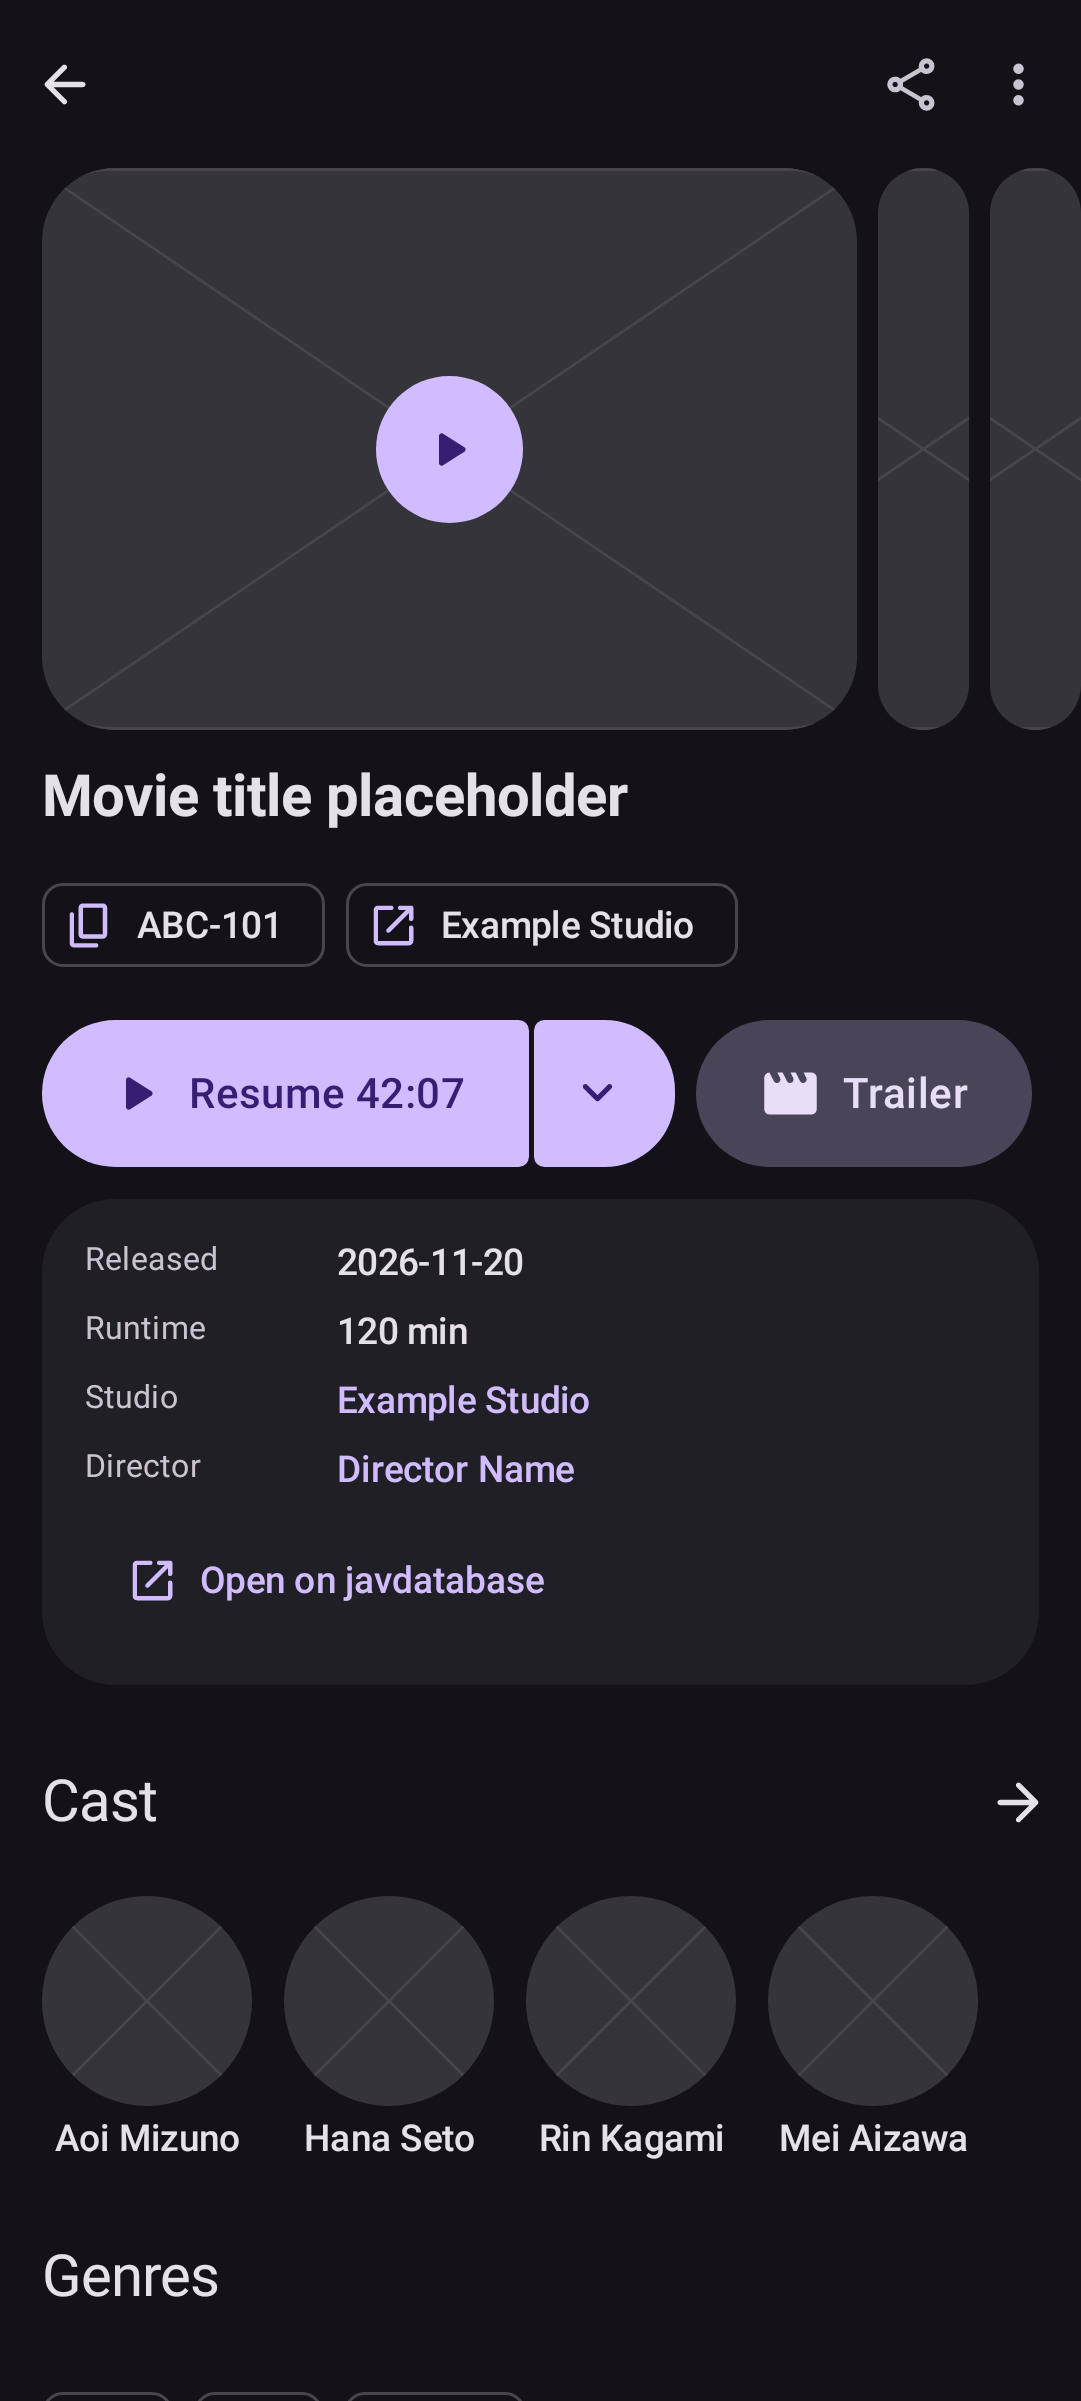 Movie title placeholder
ABC-101
Example Studio
Resume 42:07
Trailer
Released 2026-11-20
Runtime 120 min
Studio Example Studio
Director Director Name
Open on javdatabase
Cast
Aoi Mizuno
Hana Seto
Rin Kagami
Mei Aizawa
Genres